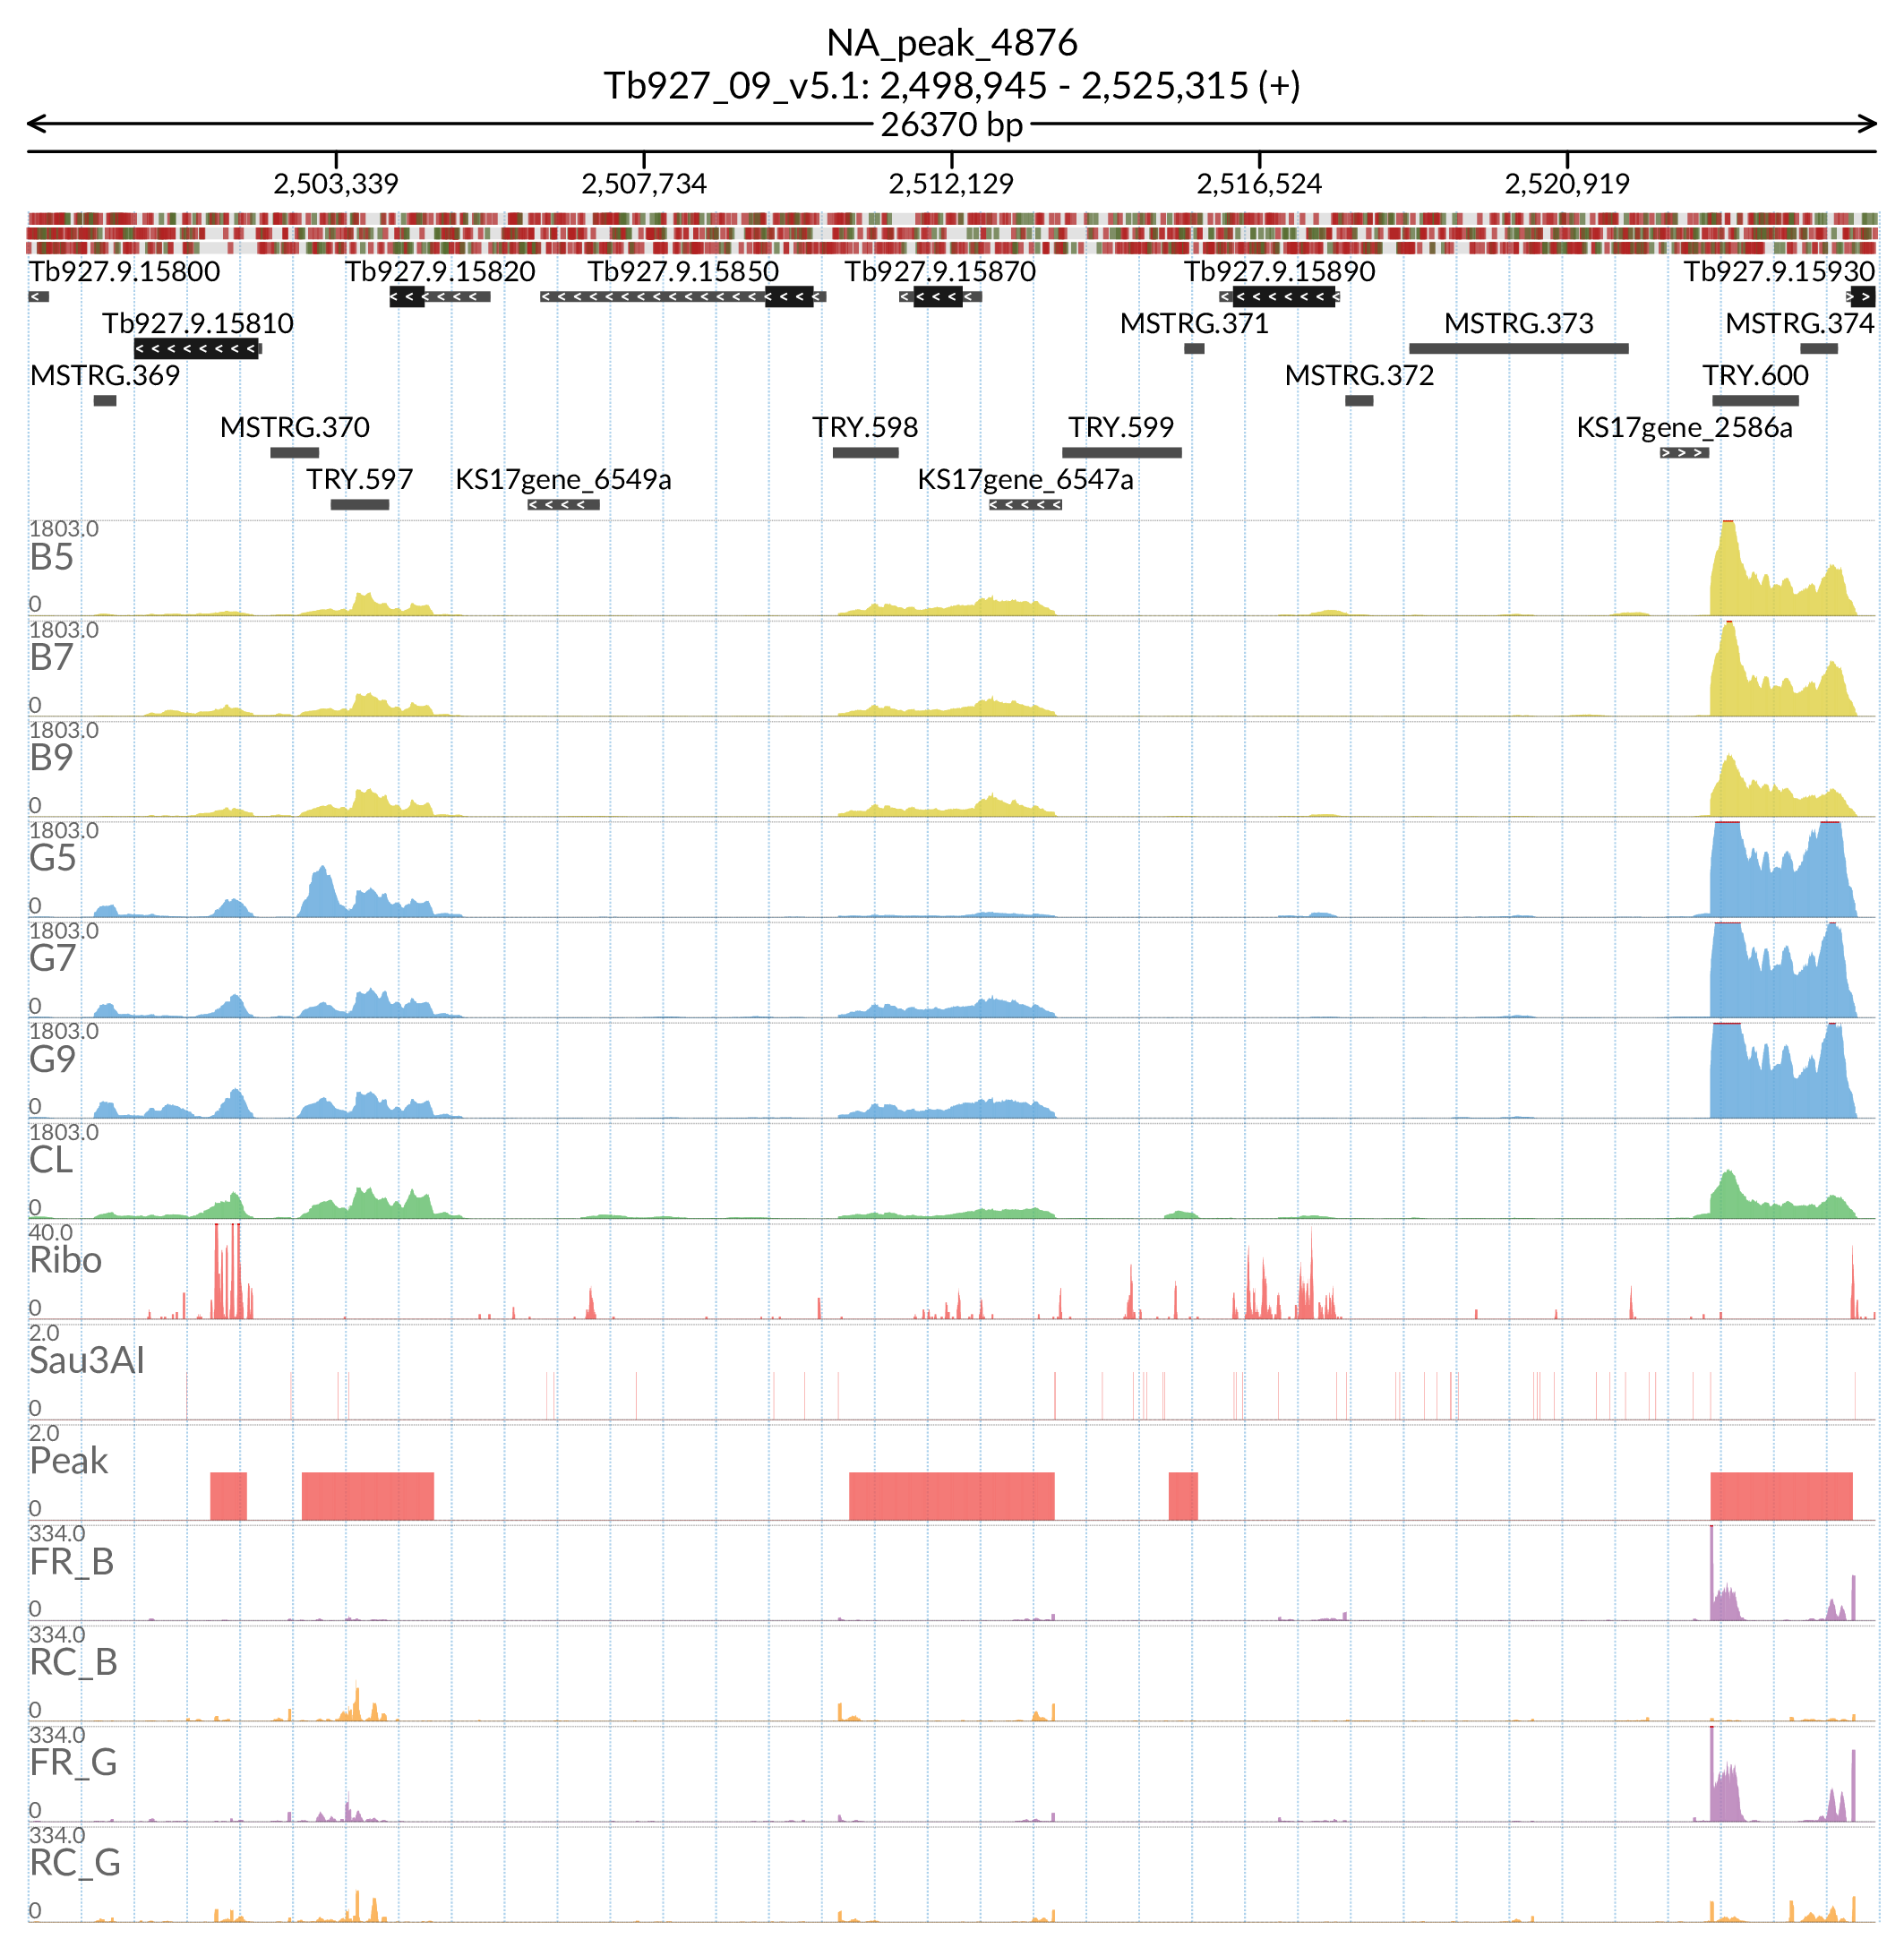 NA_peak_4876
Tb927_09_v5.1: 2,498,945 - 2,525,315 (+)
26370 bp
2,503,339 2,507,734 2,512,129 2,516,524 2,520,919
Tb927.9.15800 Tb927.9.15820 Tb927.9.15850 Tb927.9.15870 Tb927.9.15890 Tb927.9.15930
Tb927.9.15810 MSTRG.371 MSTRG.373 MSTRG.374
MSTRG.369 MSTRG.372 TRY.600
MSTRG.370 TRY.598 TRY.599 KS17gene_2586a
TRY.597 KS17gene_6549a KS17gene_6547a
1803.0
B5
0
1803.0
B7
0
1803.0
B9
0
1803.0
G5
0
1803.0
G7
0
1803.0
G9
0
1803.0
CL
0
40.0
Ribo
0
2.0
Sau3AI
0
2.0
Peak
0
334.0
FR_B
0
334.0
RC_B
0
334.0
FR_G
0
334.0
RC_G
0